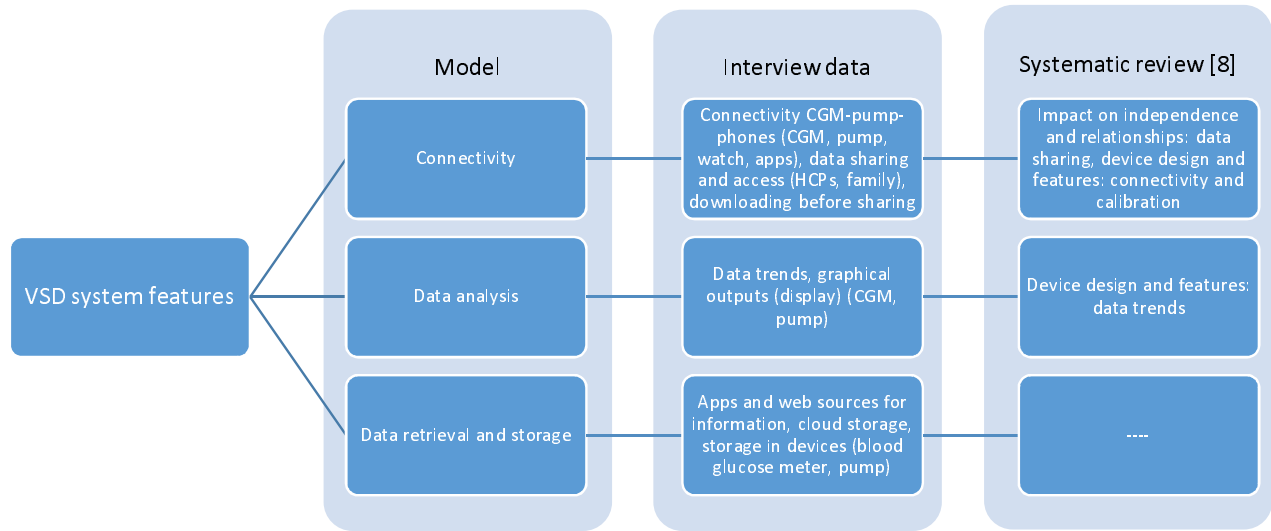 Model
Interview data
Systematic review [8]
VSD system features
Connectivity
Connectivity CGM-pump-
phones (CGM, pump,
watch, apps), data sharing
and access (HCPs, family),
downloading before sharing
Impact on independence
and relationships: data
sharing, device design and
features: connectivity and
calibration
Data analysis
Data trends, graphical
outputs (display) (CGM,
pump)
Device design and features:
data trends
Data retrieval and storage
Apps and web sources for
information, cloud storage,
storage in devices (blood
glucose meter, pump)
----